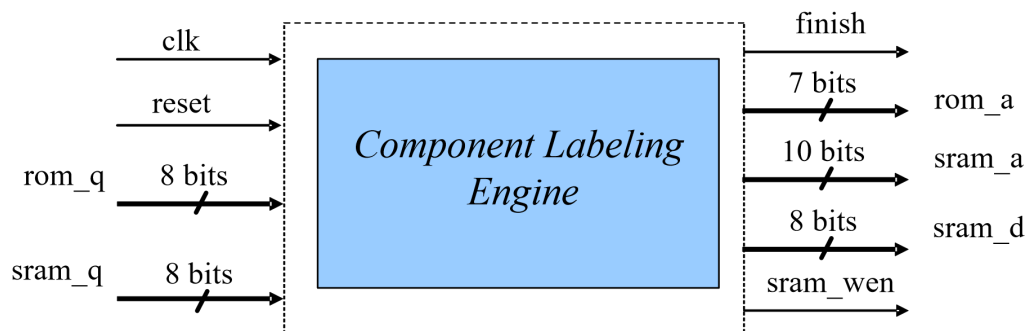 clk
reset
rom_q
8 bits
sram_q
8 bits
Component Labeling
Engine
finish
7 bits
rom_a
10 bits
sram_a
8 bits
sram_d
sram_wen